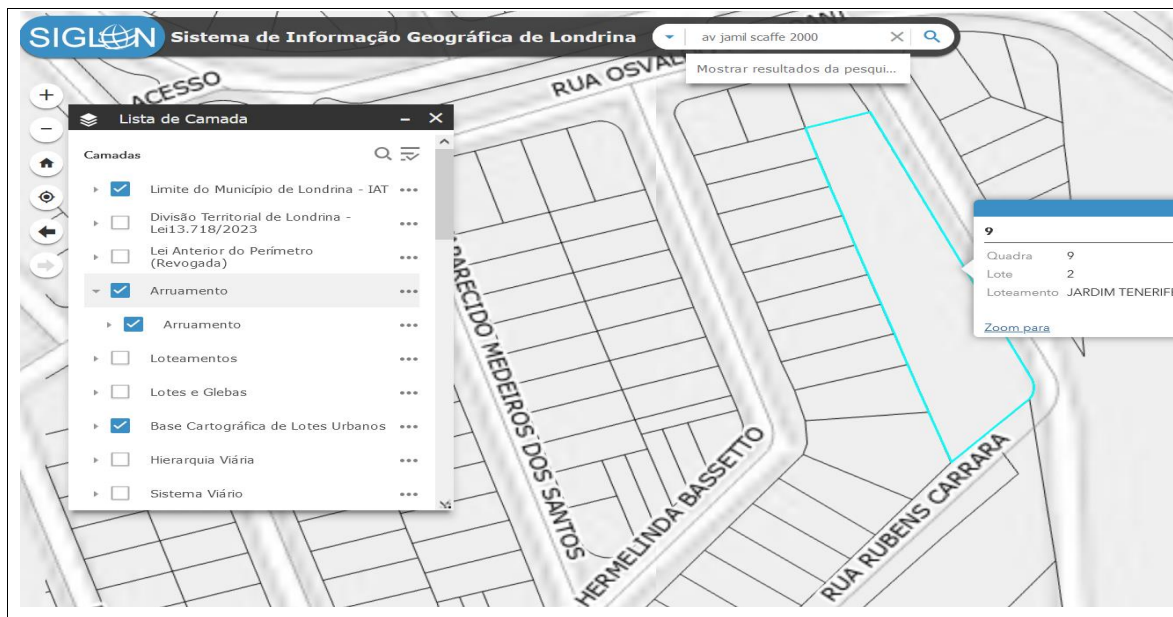 SIGLON Sistema de Informação Geográfica de Londrina
av jamil scaffe 2000
Mostrar resultados da pesqui...
ACESSO
RUA OSVAL
Lista de Camada
Camadas
Limite do Município de Londrina - IAT
Divisão Territorial de Londrina -
Lei13.718/2023
Lei Anterior do Perímetro
(Revogada)
Arruamento
Arruamento
Loteamentos
Lotes e Glebas
Base Cartográfica de Lotes Urbanos
Hierarquia Viária
Sistema Viário
9
Quadra 9
Lote 2
Loteamento JARDIM TENERIF
Zoom para
APARECIDO MEDEIROS DOS SANTOS
HERMELINDA BASSETTO
RUA RUBENS CARRARA